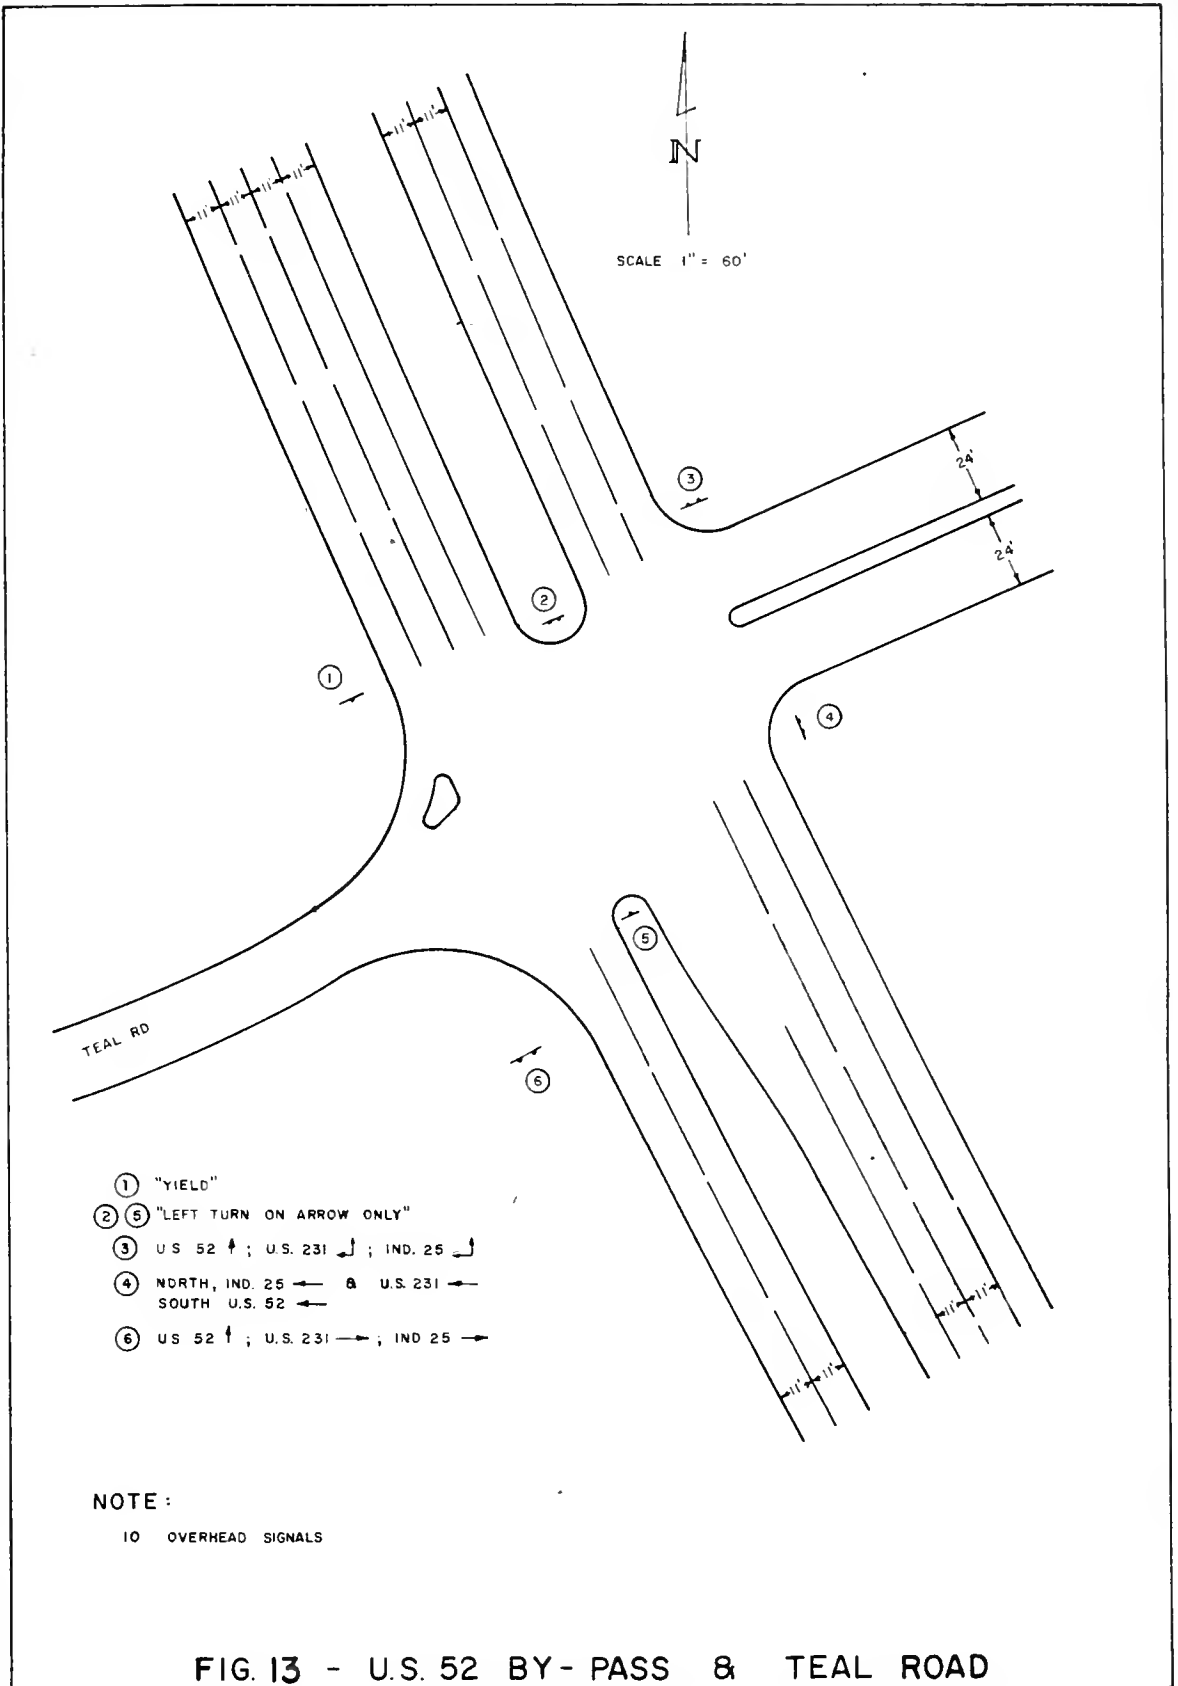 11' 11' 11' 11'
11' 11'
N
SCALE 1" = 60'
3
24'
24'
2
1
4
5
TEAL RD
6
11' 11'
11' 11'
1 "YIELD"
2 5 "LEFT TURN ON ARROW ONLY"
3 US 52 ; U.S. 231 ; IND. 25
4 NORTH, IND. 25 ← & U.S. 231 ←
SOUTH U.S. 52 ←
6 US 52 ↑ ; U.S. 231 → ; IND 25 →
NOTE :
10 OVERHEAD SIGNALS
FIG. 13 - U.S. 52 BY-PASS & TEAL ROAD